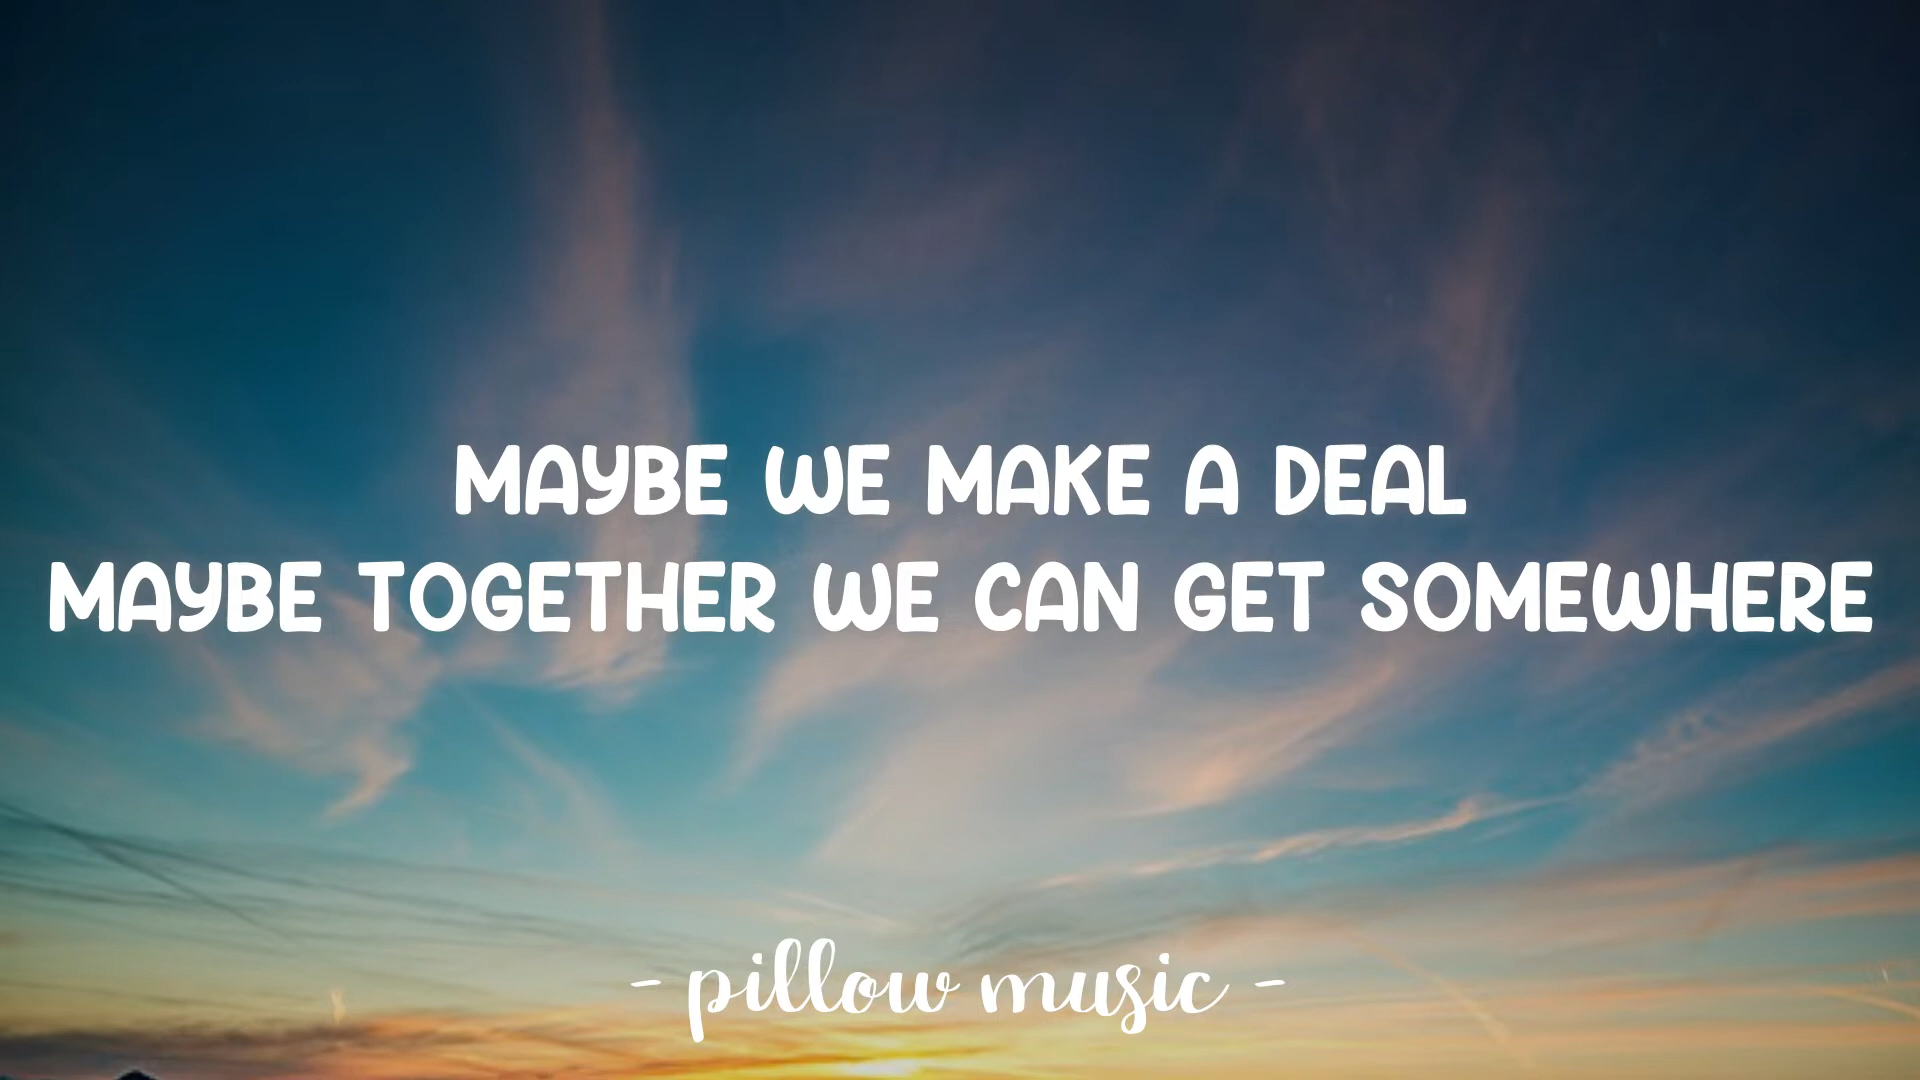 MAYBE WE MAKE A DEAL
MAYBE TOGETHER WE CAN GET SOMEWHERE
- pillow music -